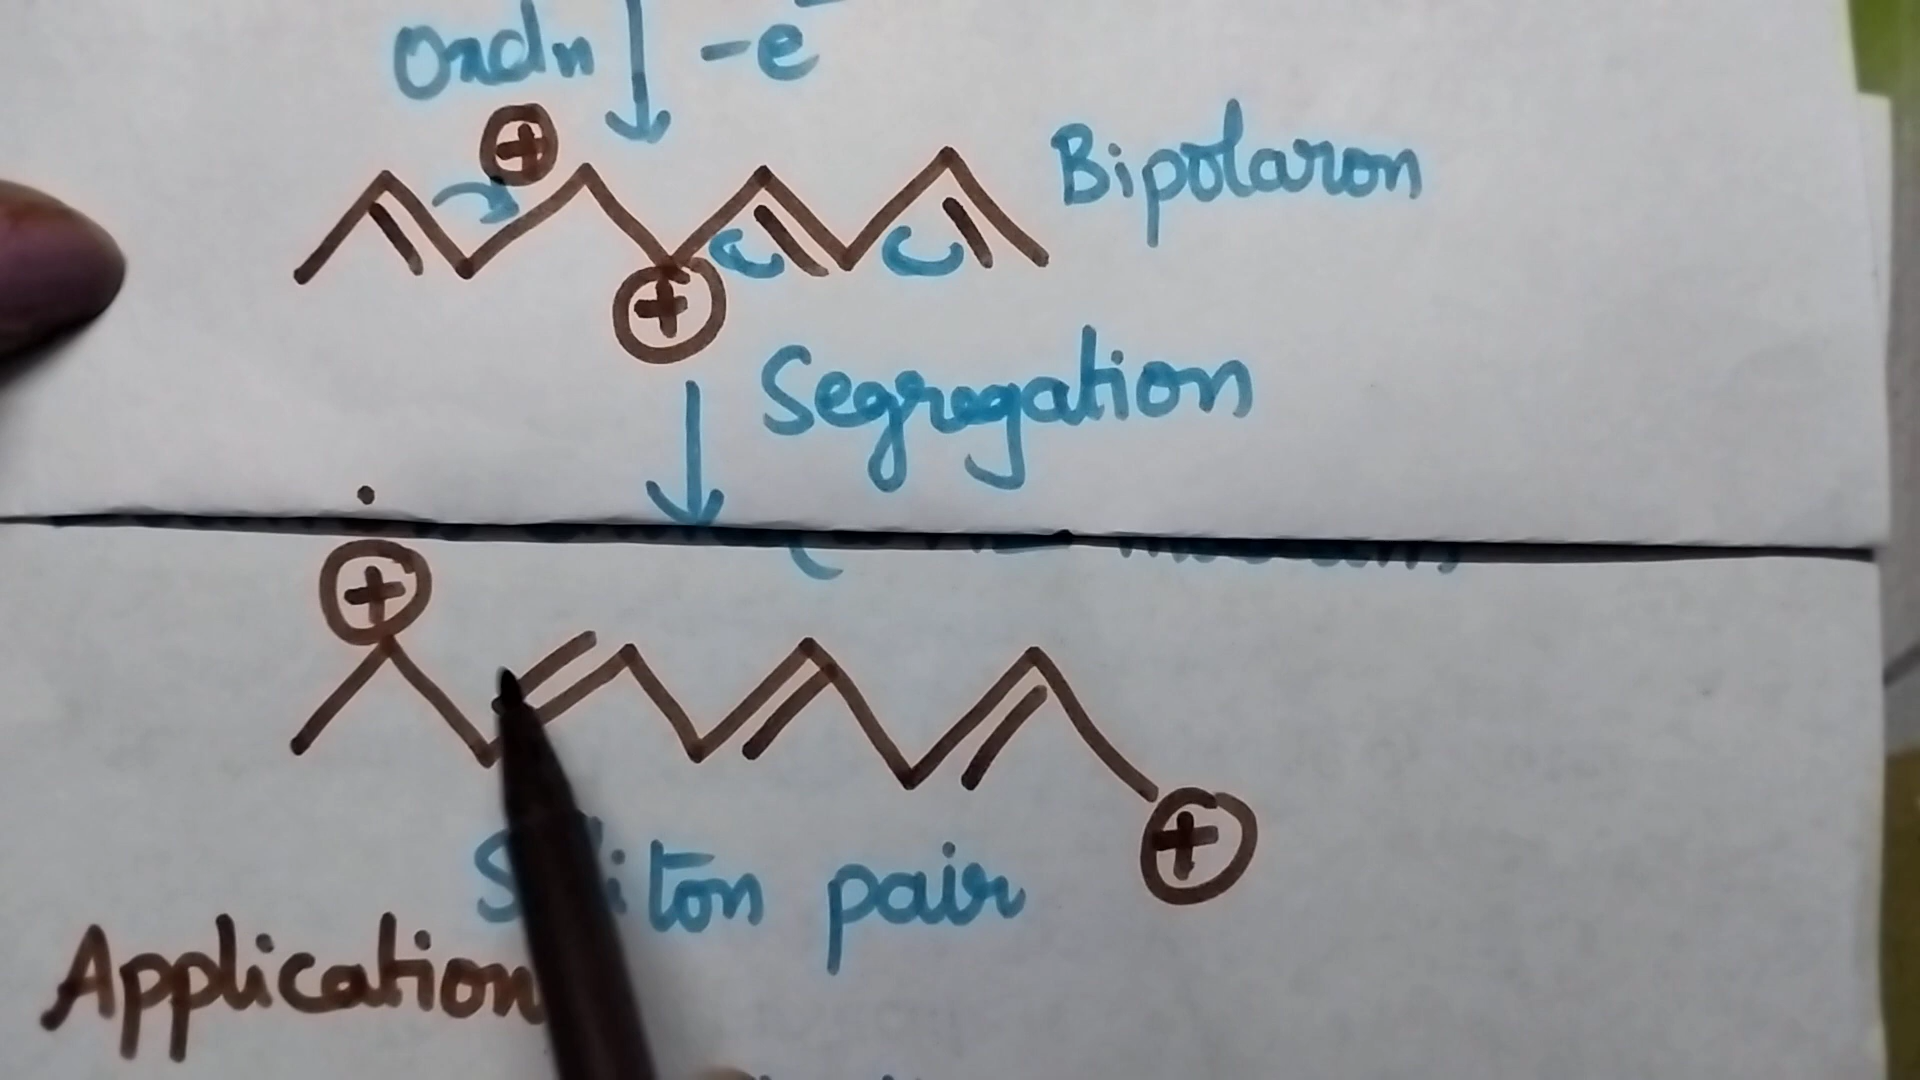 Oxdn -e⁻
+
Bipolaron
+
Segregation
+
+
pair
Application